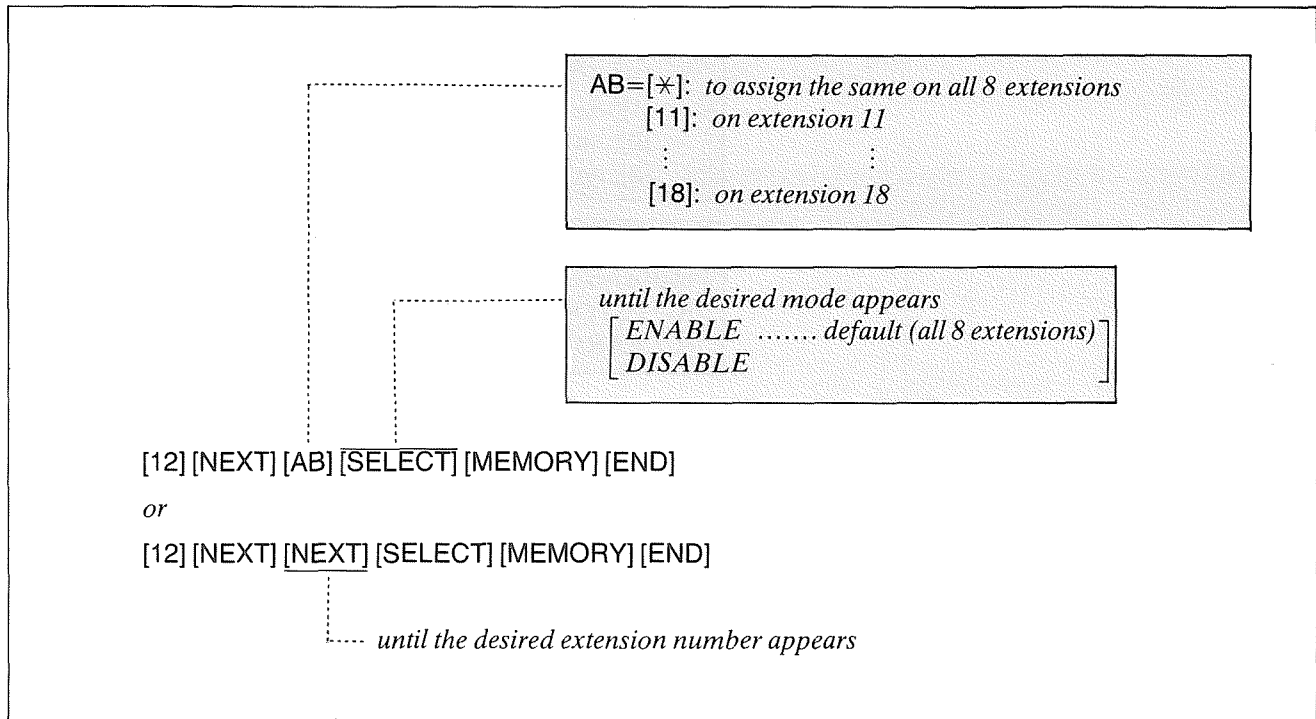 AB=[✳]: to assign the same on all 8 extensions
[11]: on extension 11
⋮ ⋮
[18]: on extension 18
until the desired mode appears
[ENABLE ....... default (all 8 extensions)]
DISABLE
[12] [NEXT] [AB] [SELECT] [MEMORY] [END]
or
[12] [NEXT] [NEXT] [SELECT] [MEMORY] [END]
until the desired extension number appears